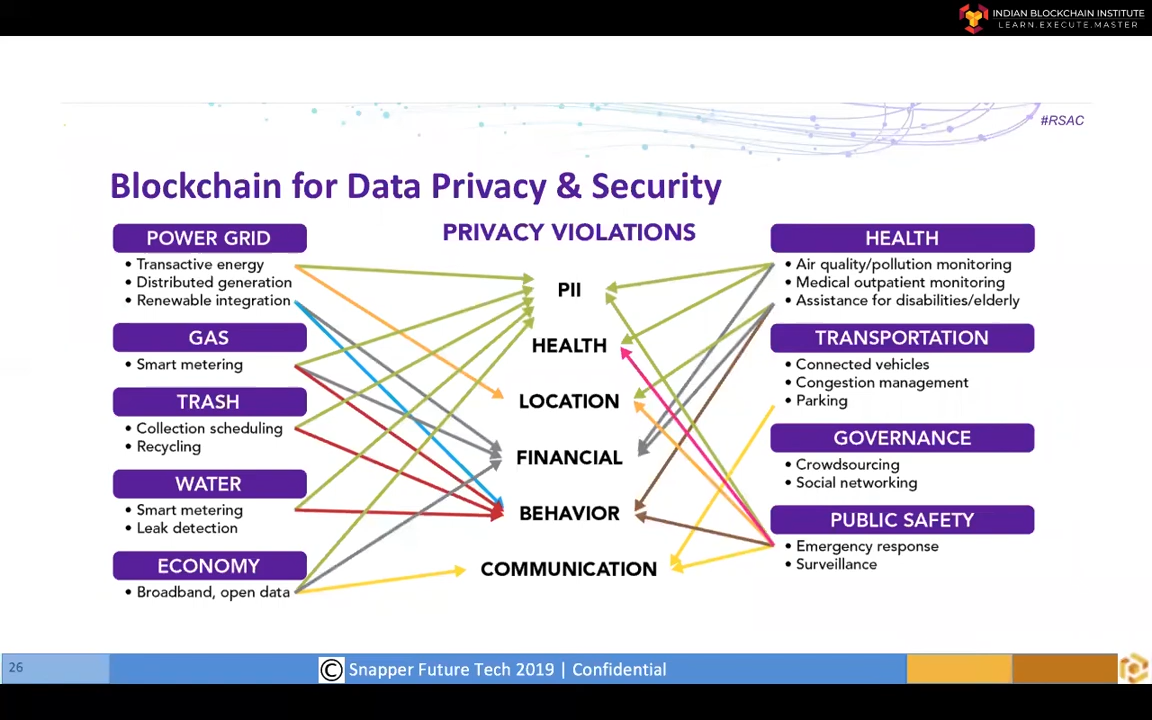 INDIAN BLOCKCHAIN INSTITUTE
LEARN.EXECUTE.MASTER
#RSAC
Blockchain for Data Privacy & Security
PRIVACY VIOLATIONS
POWER GRID
• Transactive energy
• Distributed generation
• Renewable integration
GAS
• Smart metering
TRASH
• Collection scheduling
• Recycling
WATER
• Smart metering
• Leak detection
ECONOMY
• Broadband, open data
PII
HEALTH
LOCATION
FINANCIAL
BEHAVIOR
COMMUNICATION
HEALTH
• Air quality/pollution monitoring
• Medical outpatient monitoring
• Assistance for disabilities/elderly
TRANSPORTATION
• Connected vehicles
• Congestion management
• Parking
GOVERNANCE
• Crowdsourcing
• Social networking
PUBLIC SAFETY
• Emergency response
• Surveillance
26
© Snapper Future Tech 2019 | Confidential